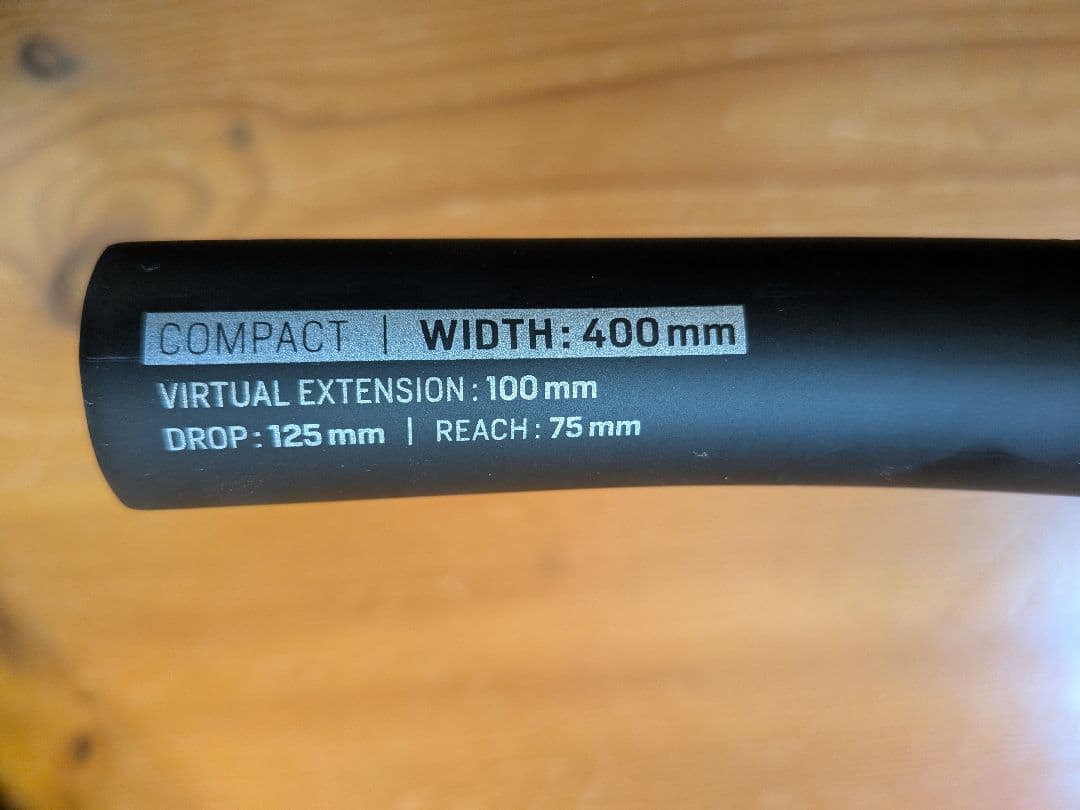 COMPACT | WIDTH: 400 mm
VIRTUAL EXTENSION: 100 mm
DROP: 125 mm | REACH: 75 mm